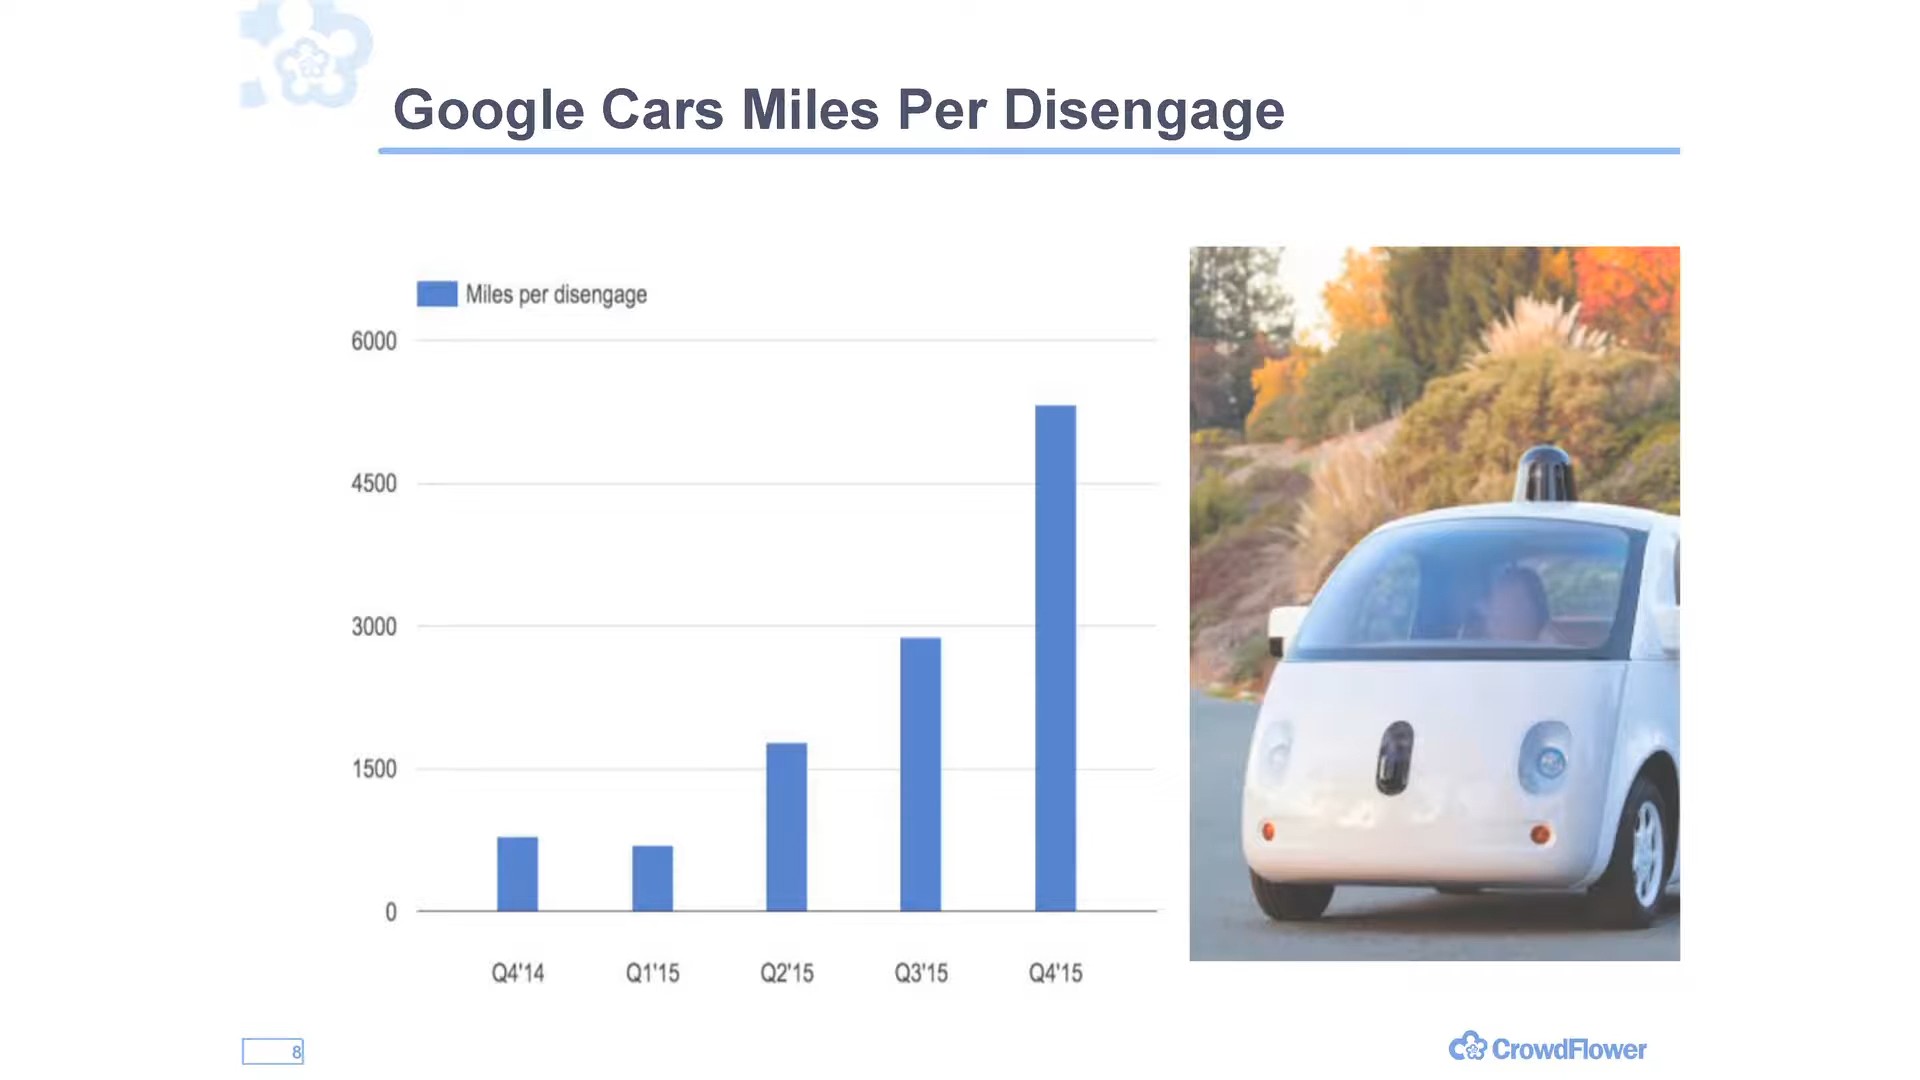 Google Cars Miles Per Disengage
Miles per disengage
6000
4500
3000
1500
0
Q4'14 Q1'15 Q2'15 Q3'15 Q4'15
8
CrowdFlower